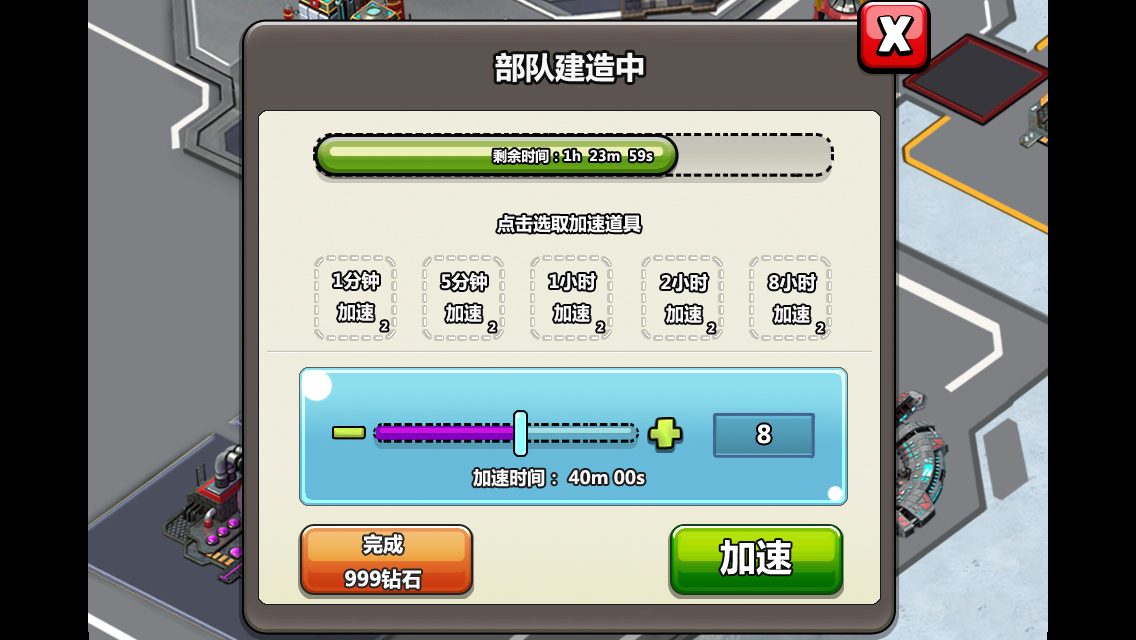 部队建造中
X
剩余时间：1h 23m 59s
点击选取加速道具
1分钟
加速
2
5分钟
加速
2
1小时
加速
2
2小时
加速
2
8小时
加速
2
8
加速时间： 40m 00s
完成
999钻石
加速